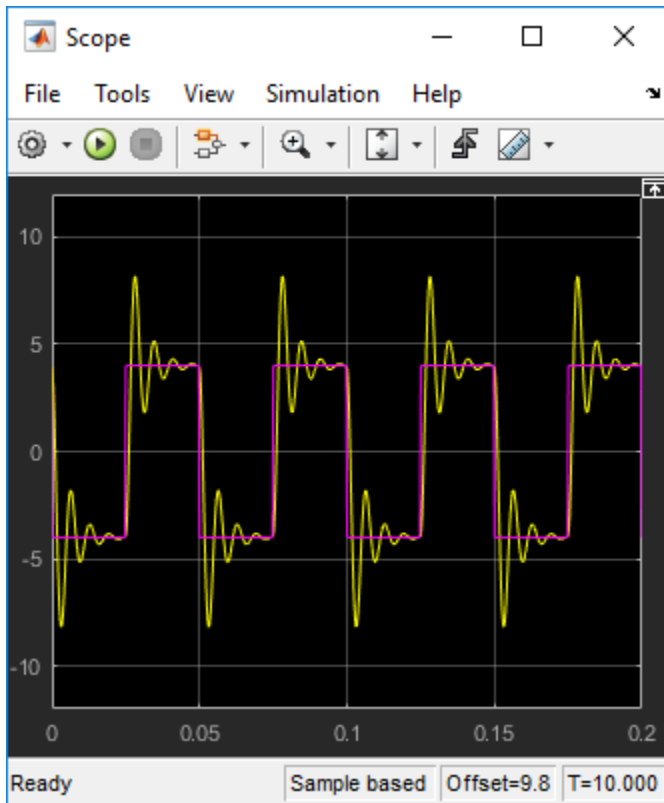 Scope
File Tools View Simulation Help
10
5
0
-5
-10
0 0.05 0.1 0.15 0.2
Ready Sample based Offset=9.8 T=10.000